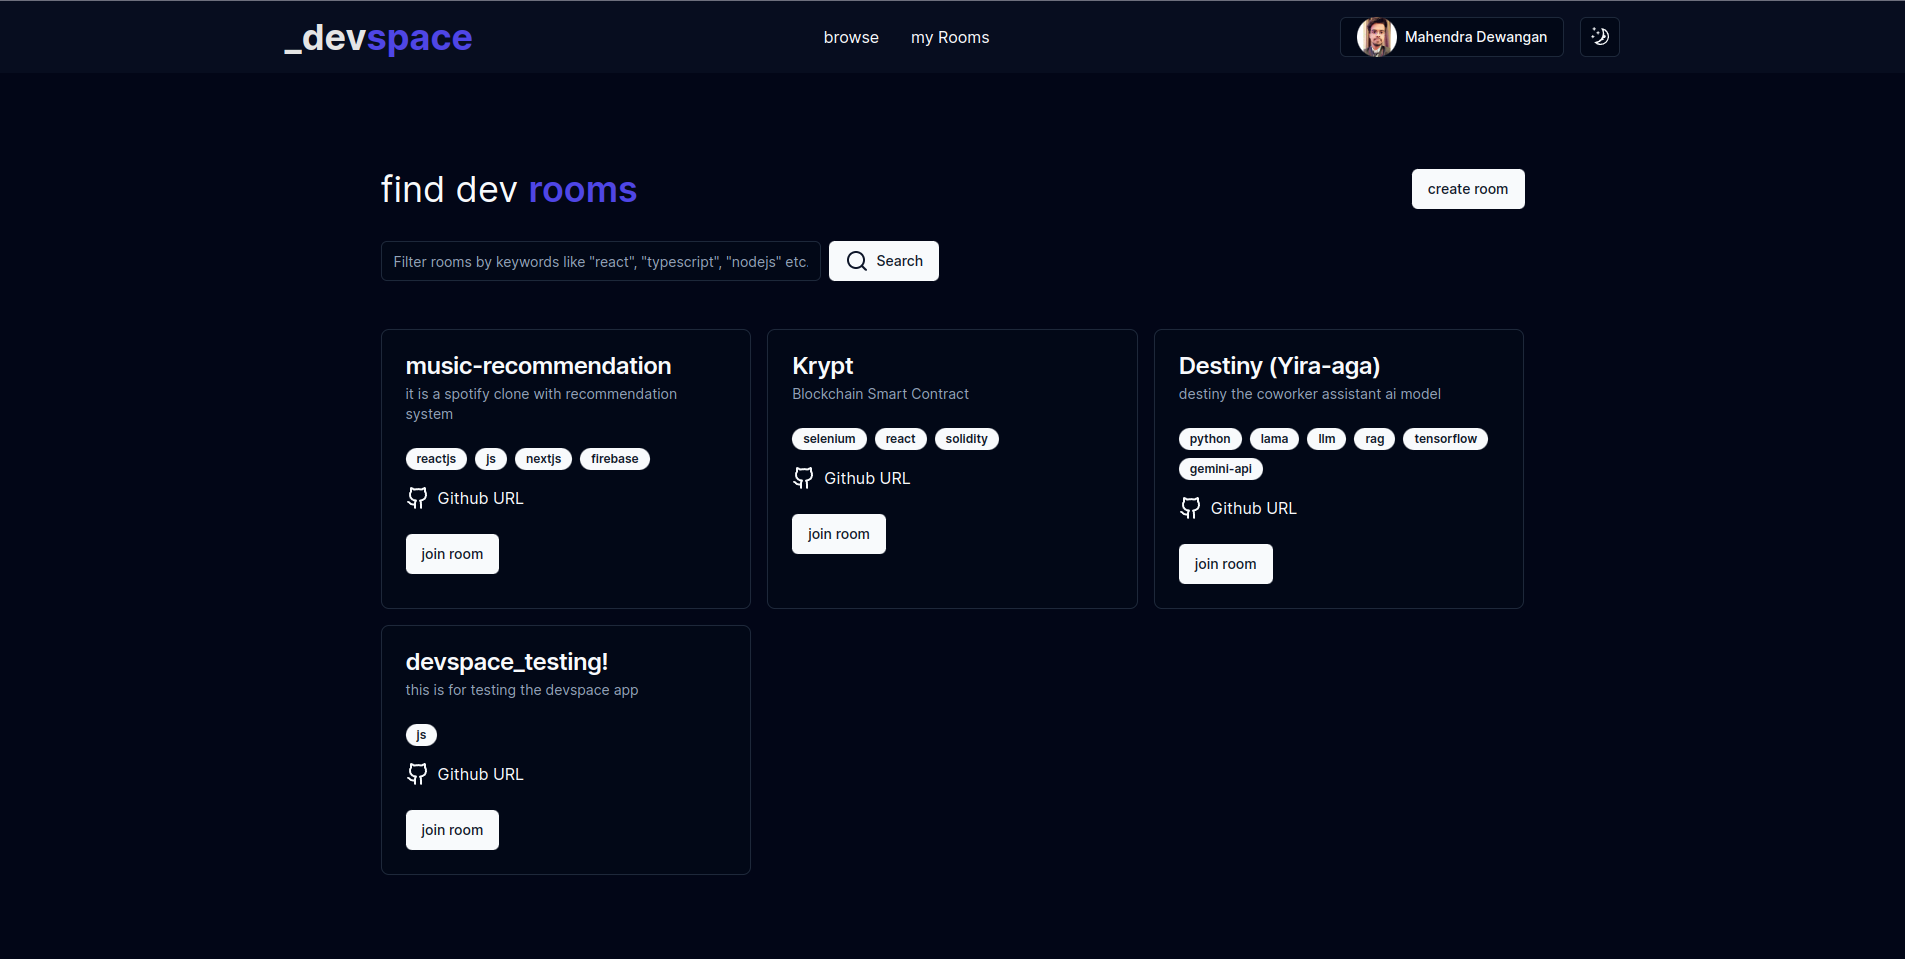 _devspace
browse
my Rooms
Mahendra Dewangan
find dev rooms
create room
Filter rooms by keywords like "react", "typescript", "nodejs" etc.
Search
music-recommendation
it is a spotify clone with recommendation
system
reactjs js nextjs firebase
Github URL
join room
Krypt
Blockchain Smart Contract
selenium react solidity
Github URL
join room
Destiny (Yira-aga)
destiny the coworker assistant ai model
python lama llm rag tensorflow
gemini-api
Github URL
join room
devspace_testing!
this is for testing the devspace app
js
Github URL
join room